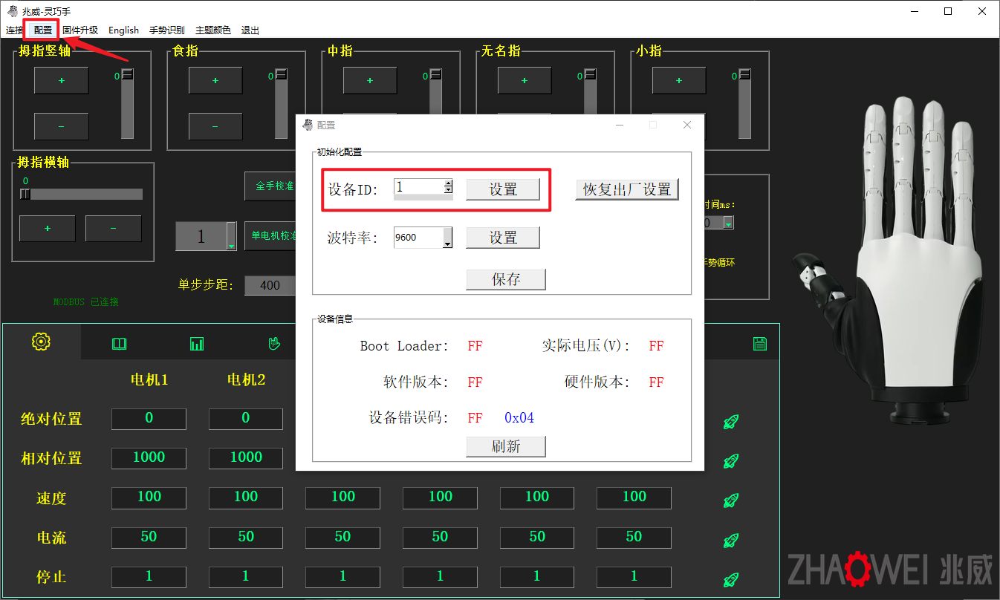 兆威-灵巧手
连接 配置 固件升级 English 手势识别 主题颜色 退出
拇指竖轴 食指 中指 无名指 小指
+ 0 + 0 + 0 + 0 + 0
- -
拇指横轴
0
+ -
全手校准
1 单电机校准
单步步距: 400
MODBUS 已连接
时间ms:
0
手势循环
配置
初始化配置
设备ID: 1 设置 恢复出厂设置
波特率: 9600 设置
保存
设备信息
Boot Loader: FF 实际电压(V): FF
软件版本: FF 硬件版本: FF
设备错误码: FF 0x04
刷新
电机1 电机2
绝对位置 0 0
相对位置 1000 1000
速度 100 100 100 100 100 100
电流 50 50 50 50 50 50
停止 1 1 1 1 1 1
ZHAOWEI 兆威